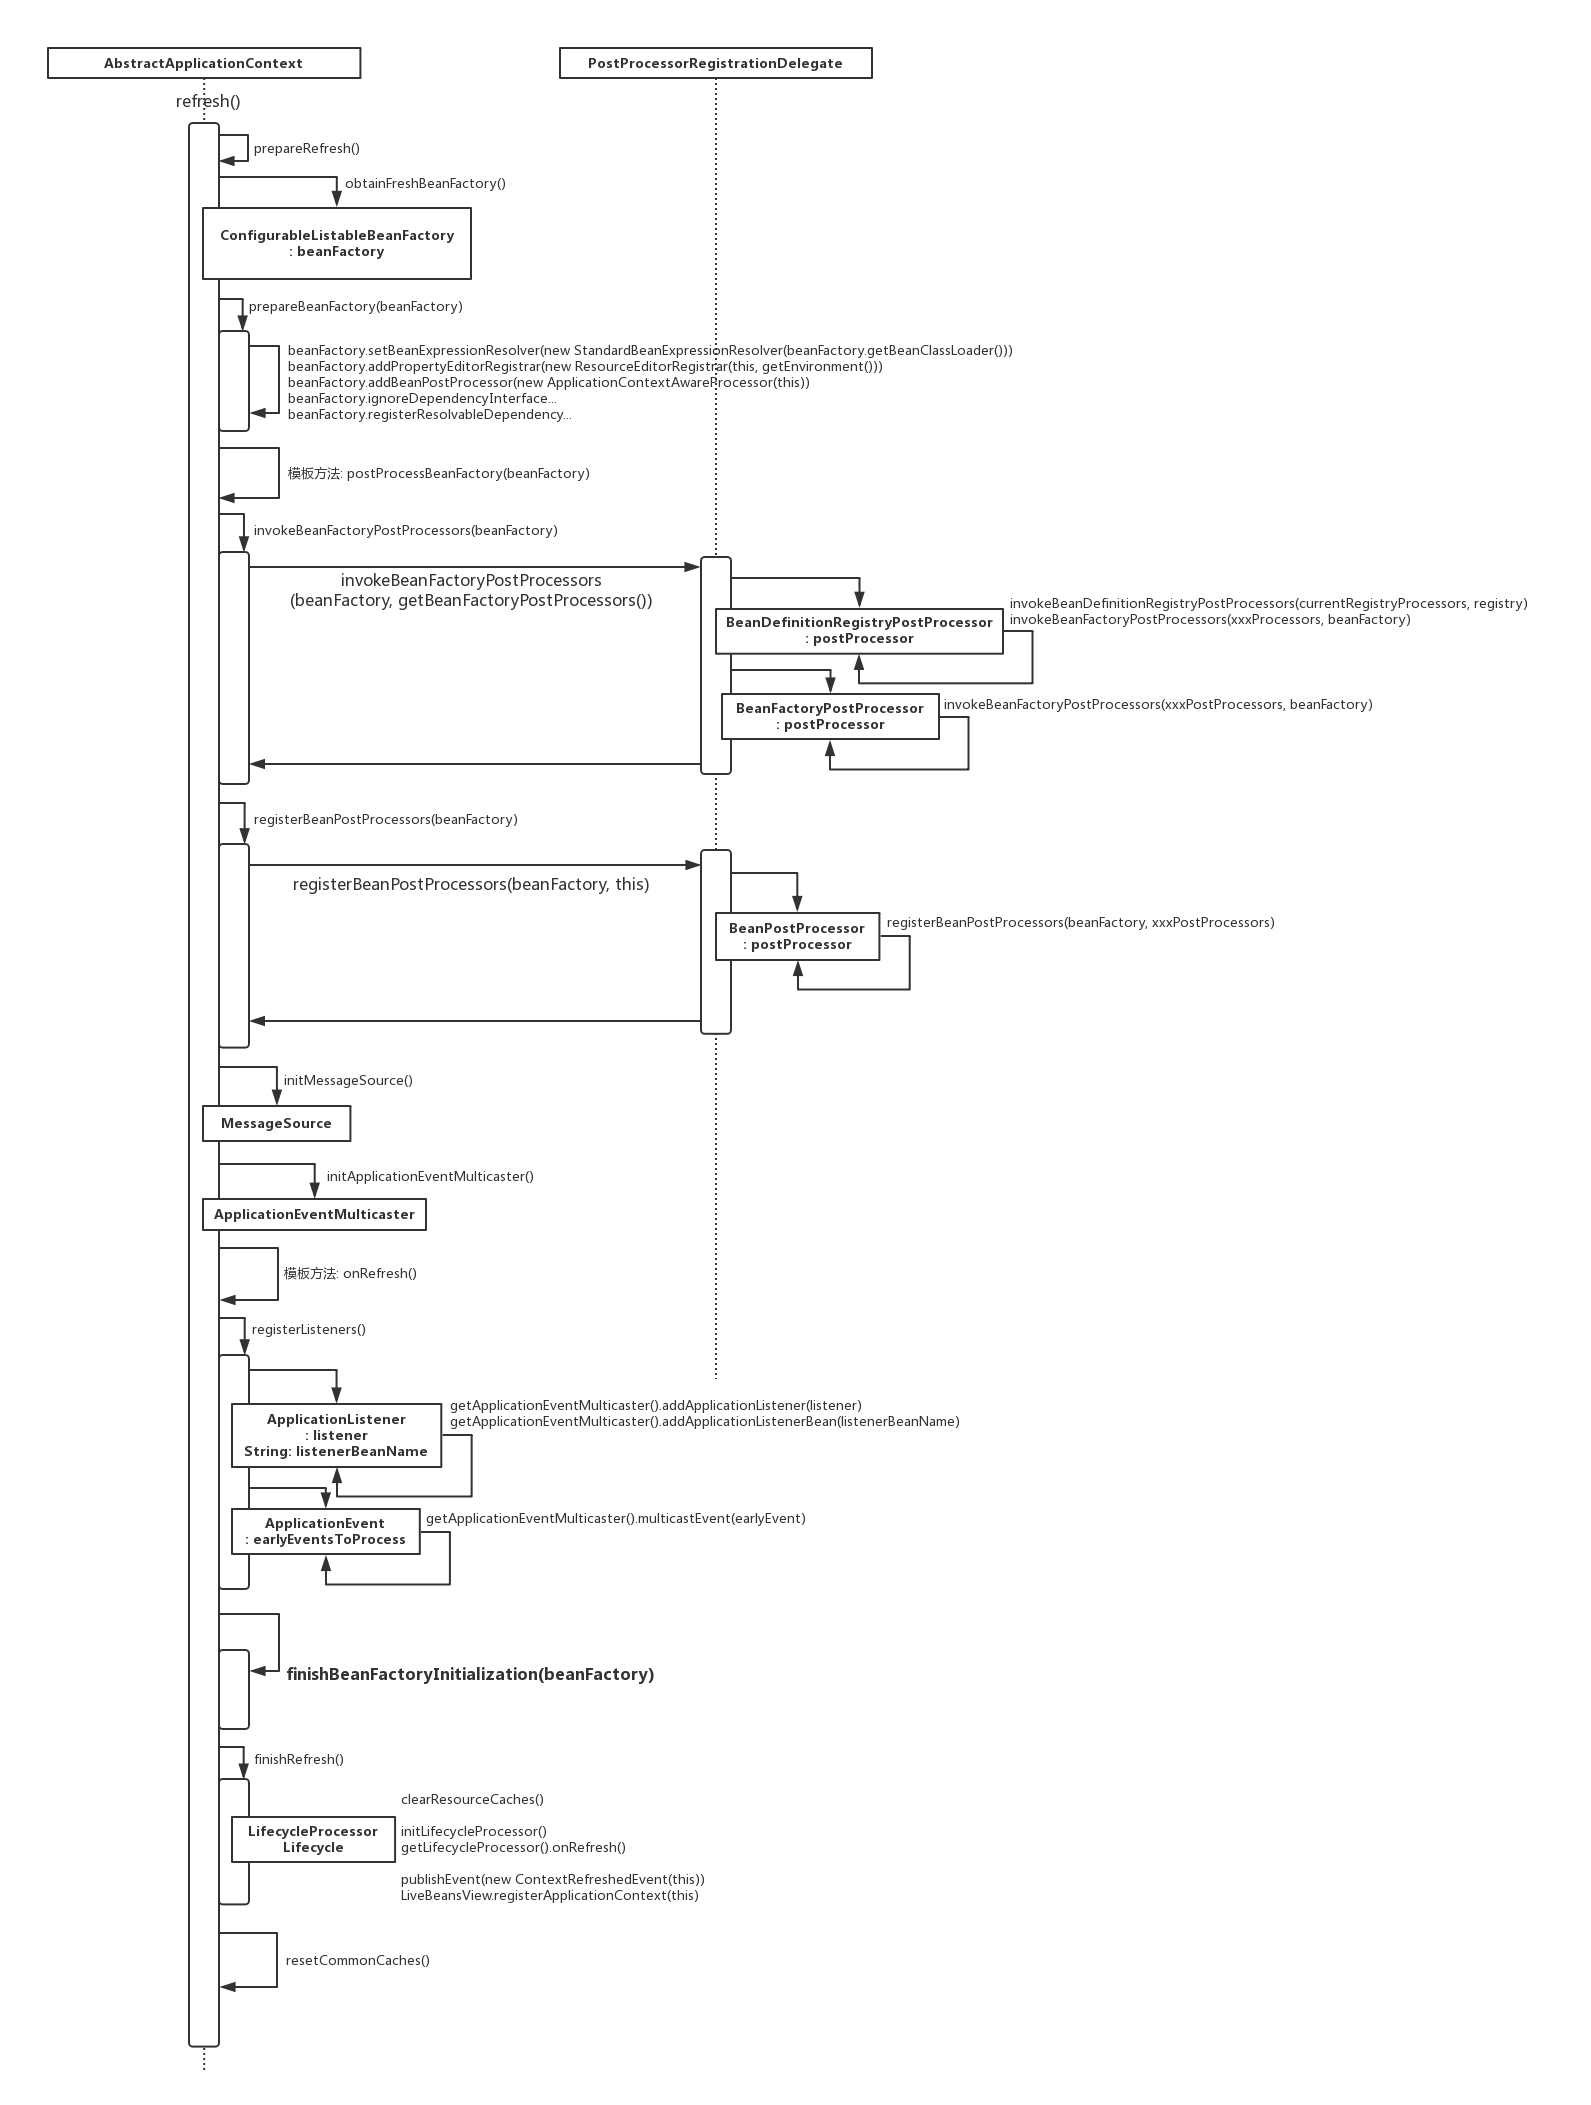 AbstractApplicationContext
PostProcessorRegistrationDelegate
refresh()
prepareRefresh()
obtainFreshBeanFactory()
ConfigurableListableBeanFactory
: beanFactory
prepareBeanFactory(beanFactory)
beanFactory.setBeanExpressionResolver(new StandardBeanExpressionResolver(beanFactory.getBeanClassLoader()))
beanFactory.addPropertyEditorRegistrar(new ResourceEditorRegistrar(this, getEnvironment()))
beanFactory.addBeanPostProcessor(new ApplicationContextAwareProcessor(this))
beanFactory.ignoreDependencyInterface...
beanFactory.registerResolvableDependency...
模板方法: postProcessBeanFactory(beanFactory)
invokeBeanFactoryPostProcessors(beanFactory)
invokeBeanFactoryPostProcessors
(beanFactory, getBeanFactoryPostProcessors())
invokeBeanDefinitionRegistryPostProcessors(currentRegistryProcessors, registry)
invokeBeanFactoryPostProcessors(xxxProcessors, beanFactory)
BeanDefinitionRegistryPostProcessor
: postProcessor
invokeBeanFactoryPostProcessors(xxxPostProcessors, beanFactory)
BeanFactoryPostProcessor
: postProcessor
registerBeanPostProcessors(beanFactory)
registerBeanPostProcessors(beanFactory, this)
registerBeanPostProcessors(beanFactory, xxxPostProcessors)
BeanPostProcessor
: postProcessor
initMessageSource()
MessageSource
initApplicationEventMulticaster()
ApplicationEventMulticaster
模板方法: onRefresh()
registerListeners()
getApplicationEventMulticaster().addApplicationListener(listener)
getApplicationEventMulticaster().addApplicationListenerBean(listenerBeanName)
ApplicationListener
: listener
String: listenerBeanName
getApplicationEventMulticaster().multicastEvent(earlyEvent)
ApplicationEvent
: earlyEventsToProcess
finishBeanFactoryInitialization(beanFactory)
finishRefresh()
clearResourceCaches()
LifecycleProcessor
Lifecycle
initLifecycleProcessor()
getLifecycleProcessor().onRefresh()
publishEvent(new ContextRefreshedEvent(this))
LiveBeansView.registerApplicationContext(this)
resetCommonCaches()